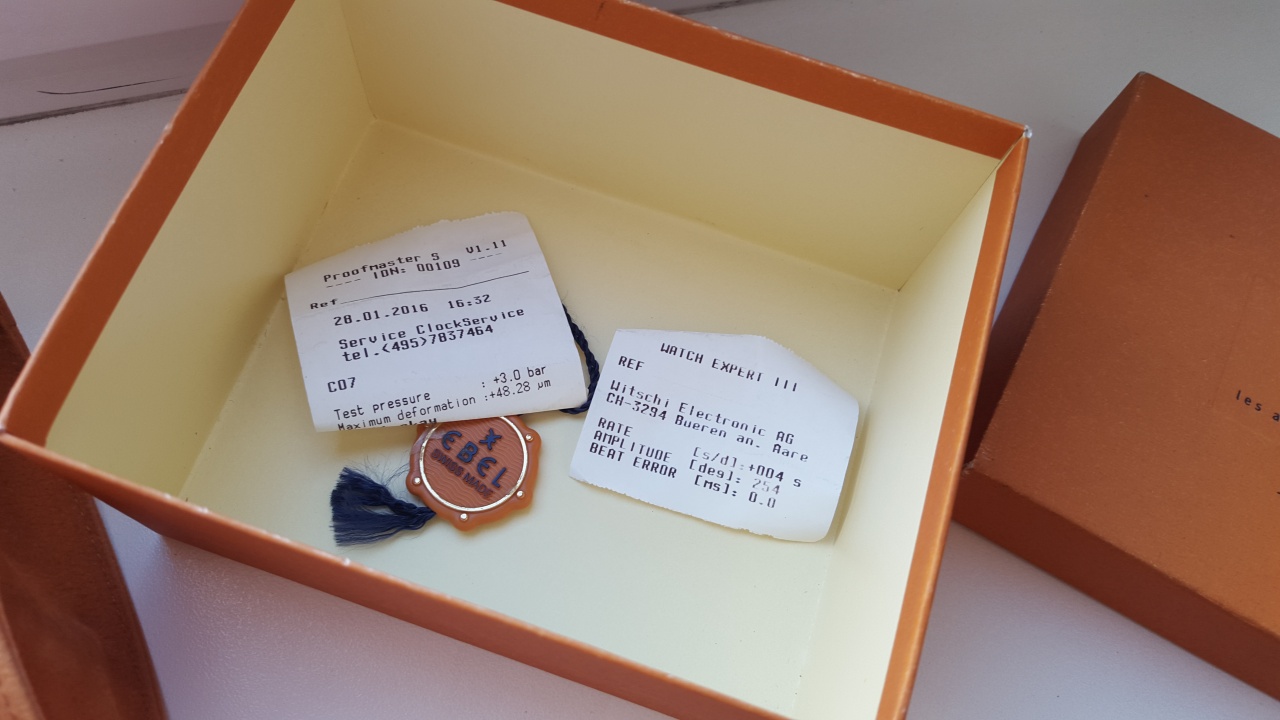 Proofmaster S V1.11
---- IDN: 00109 ----
Ref
28.01.2016 16:32
Service ClockService
tel.(495)7837464
C07
Test pressure : +3.0 bar
Maximum deformation :+48.28 µm
EBEL
SWISS MADE
WATCH EXPERT III
REF
Witschi Electronic AG
CH-3294 Bueren an. Aare
RATE [s/d]:+004 s
AMPLITUDE [deg]: 254
BEAT ERROR [ms]: 0.0
les a